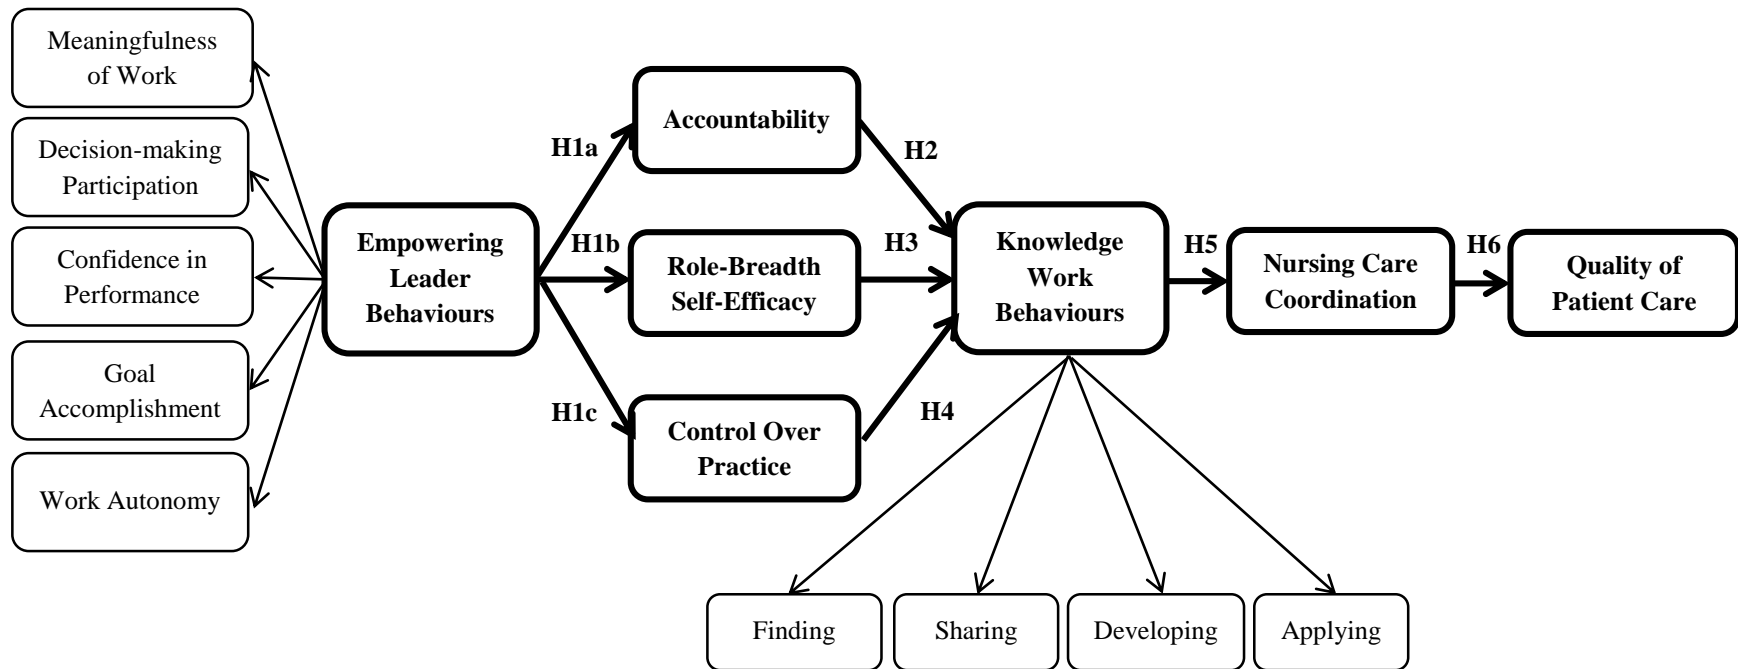 Meaningfulness
of Work
Decision-making
Participation
Confidence in
Performance
Goal
Accomplishment
Work Autonomy
Empowering
Leader
Behaviours
H1a
H1b
H1c
Accountability
Role-Breadth
Self-Efficacy
Control Over
Practice
H2
H3
H4
Knowledge
Work
Behaviours
H5
Nursing Care
Coordination
H6
Quality of
Patient Care
Finding
Sharing
Developing
Applying